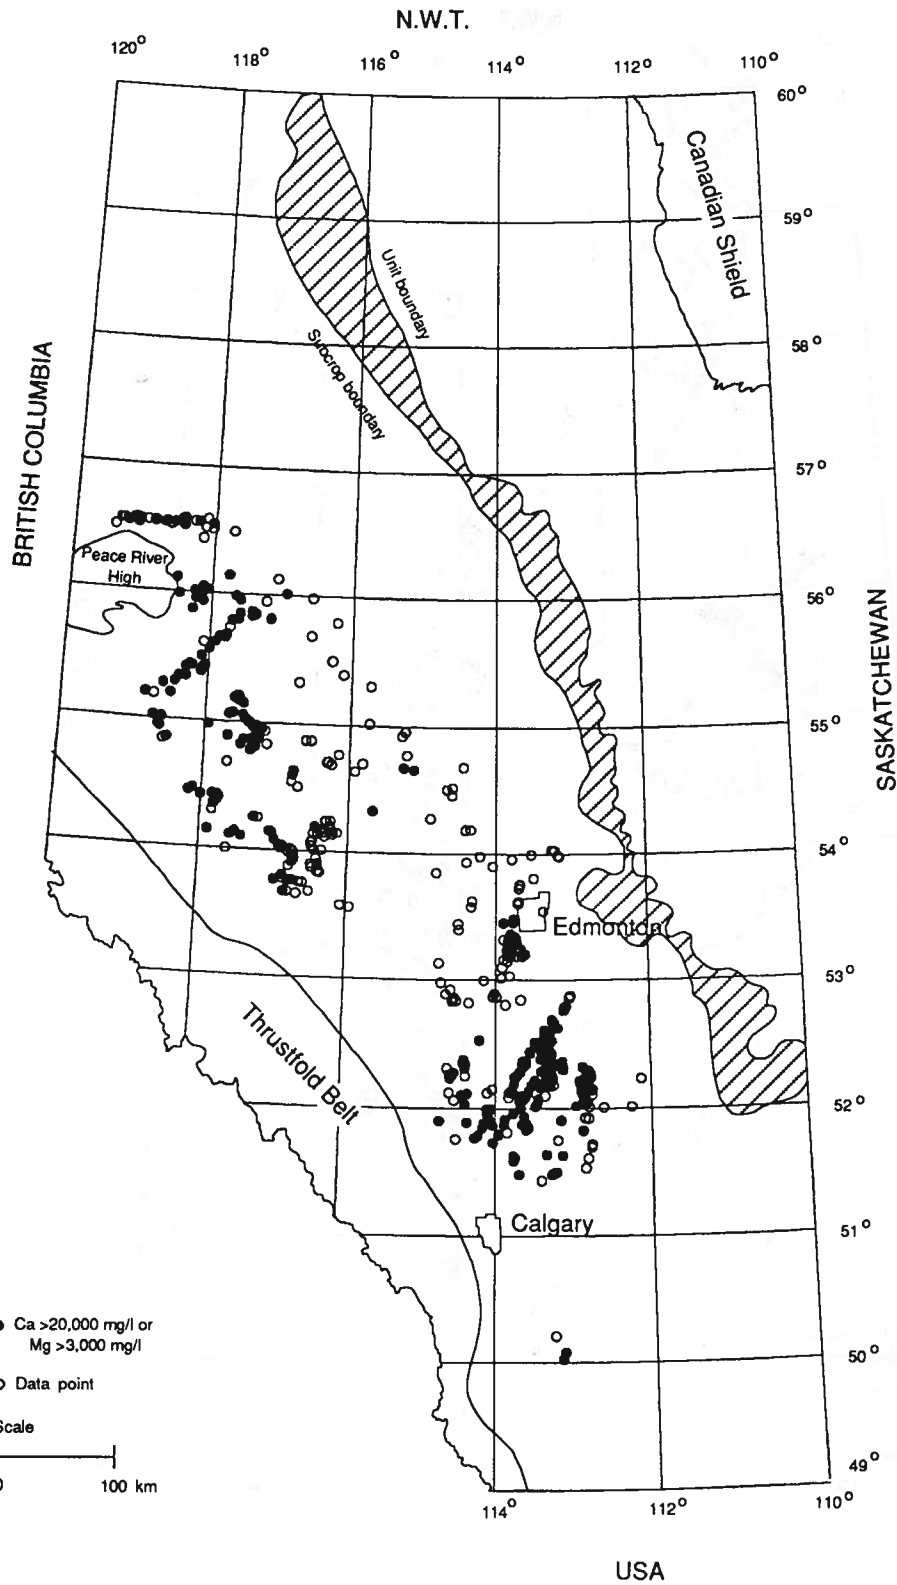 N.W.T.
120° 118° 116° 114° 112° 110°
60°
Canadian Shield
59°
Unit boundary
58°
Subcrop boundary
BRITISH COLUMBIA
57°
Peace River
High
56°
SASKATCHEWAN
55°
54°
Edmonton
53°
Thrustfold Belt
52°
Calgary
51°
Ca >20,000 mg/l or
Mg >3,000 mg/l
50°
Data point
Scale
49°
0 100 km
114° 112° 110°
USA